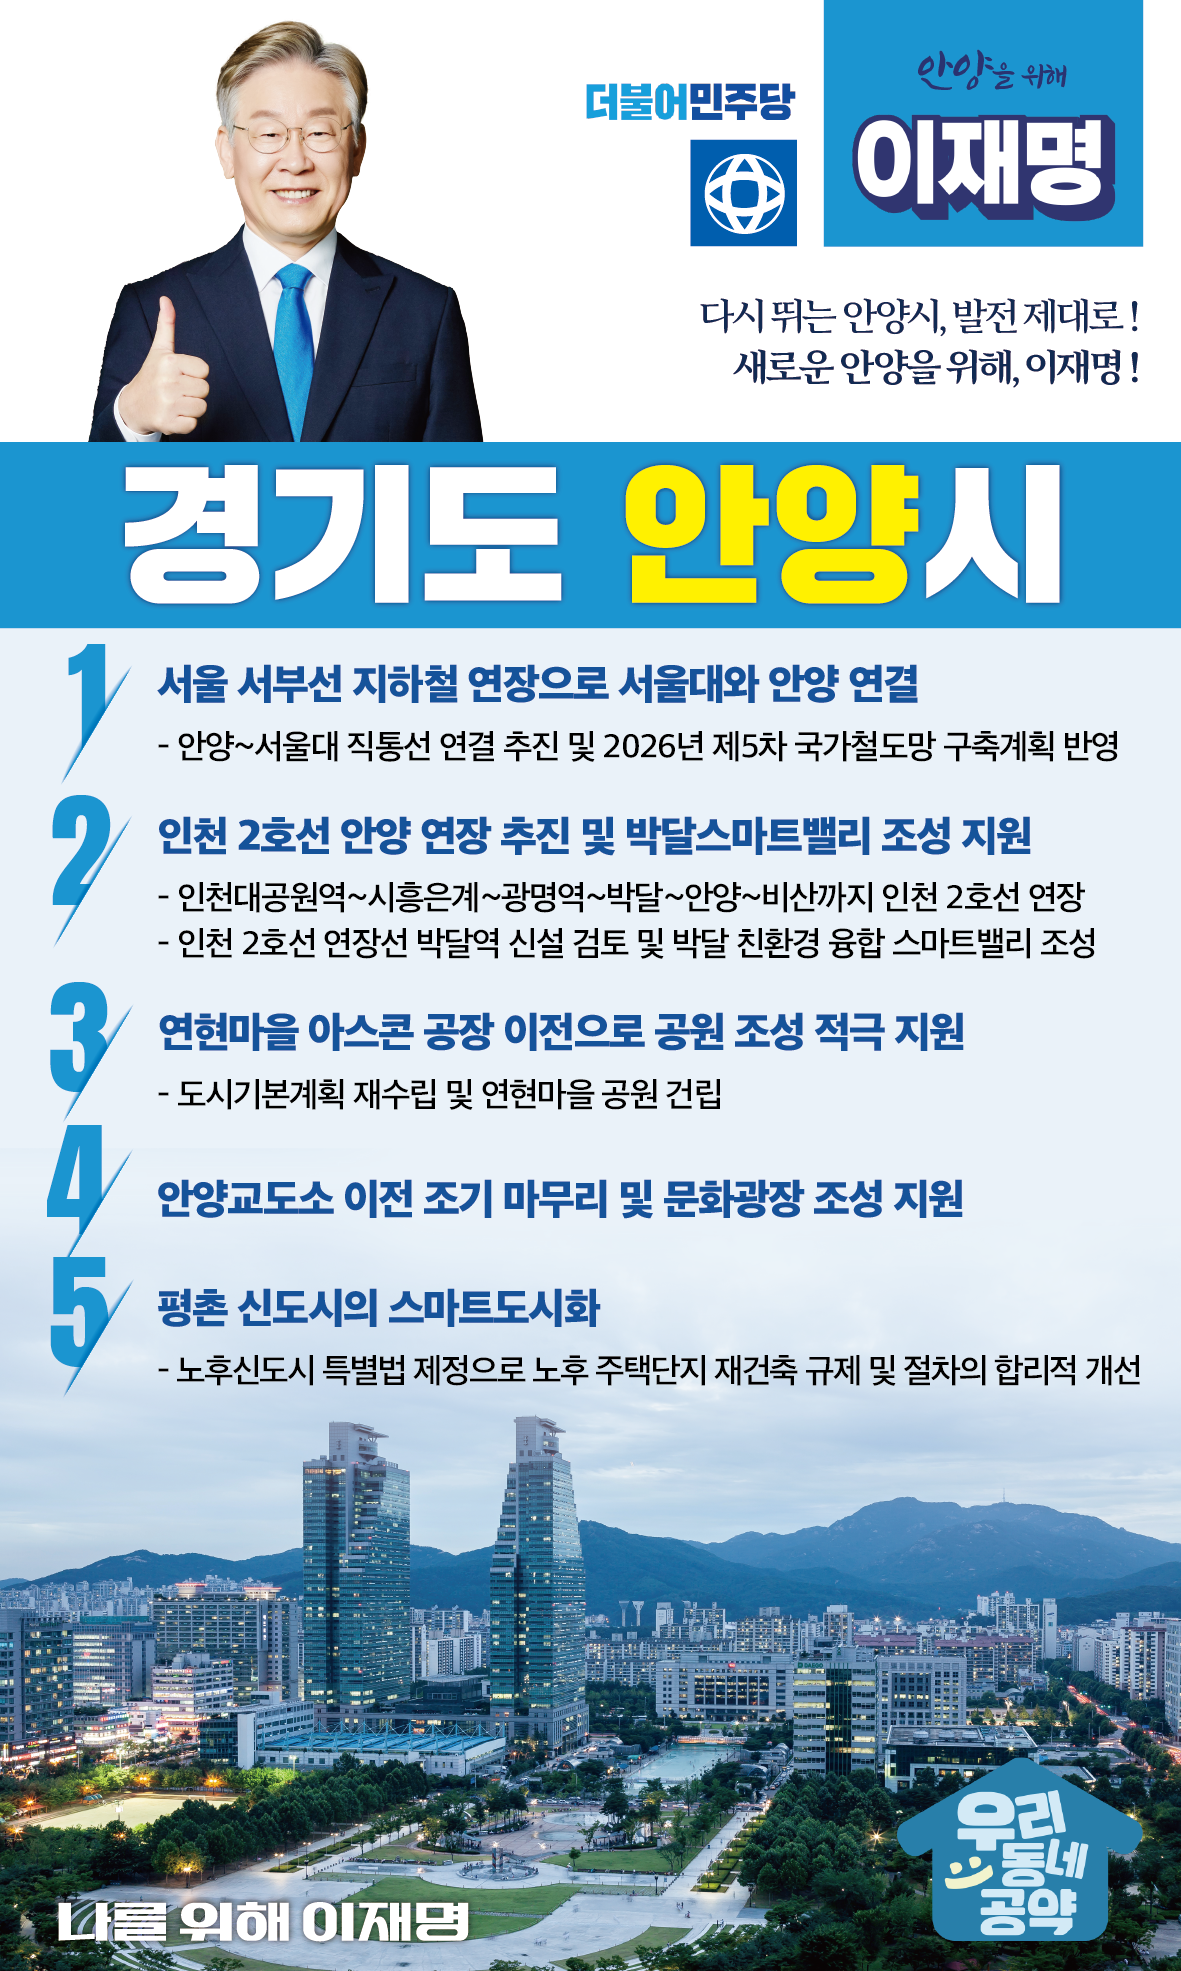 더불어민주당
안양을 위해
이재명
다시 뛰는 안양시, 발전 제대로 !
새로운 안양을 위해, 이재명 !
경기도 안양시
1
서울 서부선 지하철 연장으로 서울대와 안양 연결
- 안양~서울대 직통선 연결 추진 및 2026년 제5차 국가철도망 구축계획 반영
2
인천 2호선 안양 연장 추진 및 박달스마트밸리 조성 지원
- 인천대공원역~시흥은계~광명역~박달~안양~비산까지 인천 2호선 연장
- 인천 2호선 연장선 박달역 신설 검토 및 박달 친환경 융합 스마트밸리 조성
3
연현마을 아스콘 공장 이전으로 공원 조성 적극 지원
- 도시기본계획 재수립 및 연현마을 공원 건립
4
안양교도소 이전 조기 마무리 및 문화광장 조성 지원
5
평촌 신도시의 스마트도시화
- 노후신도시 특별법 제정으로 노후 주택단지 재건축 규제 및 절차의 합리적 개선
우리
동네
공약
나를 위해 이재명